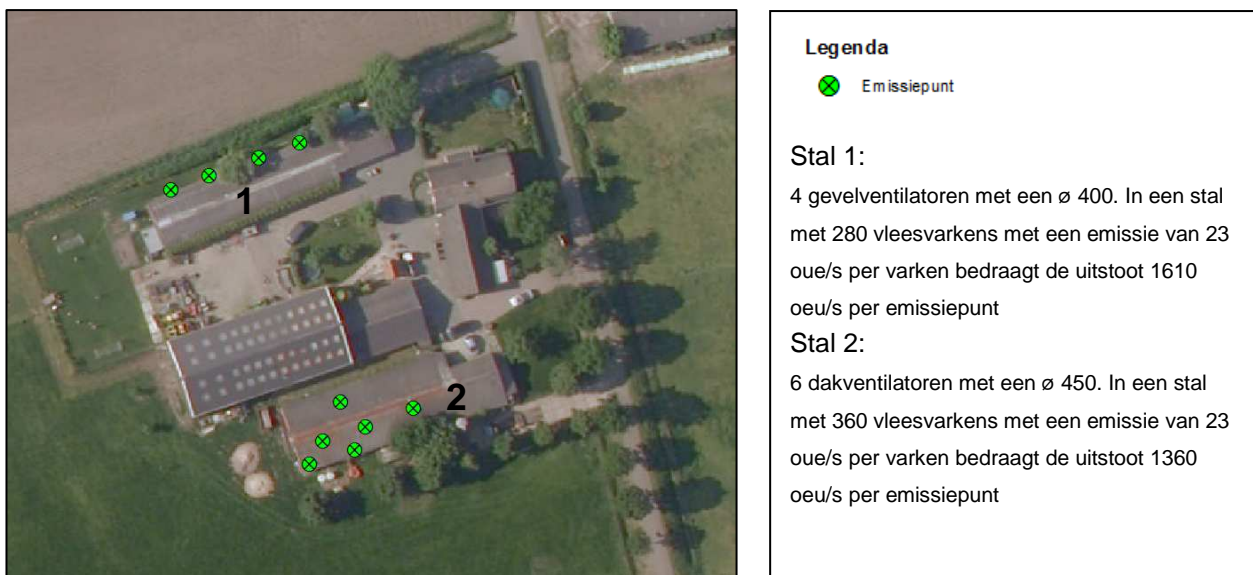 Legenda
Emissiepunt
1
2
Stal 1:
4 gevelventilatoren met een ø 400. In een stal
met 280 vleesvarkens met een emissie van 23
oue/s per varken bedraagt de uitstoot 1610
oeu/s per emissiepunt
Stal 2:
6 dakventilatoren met een ø 450. In een stal
met 360 vleesvarkens met een emissie van 23
oue/s per varken bedraagt de uitstoot 1360
oeu/s per emissiepunt